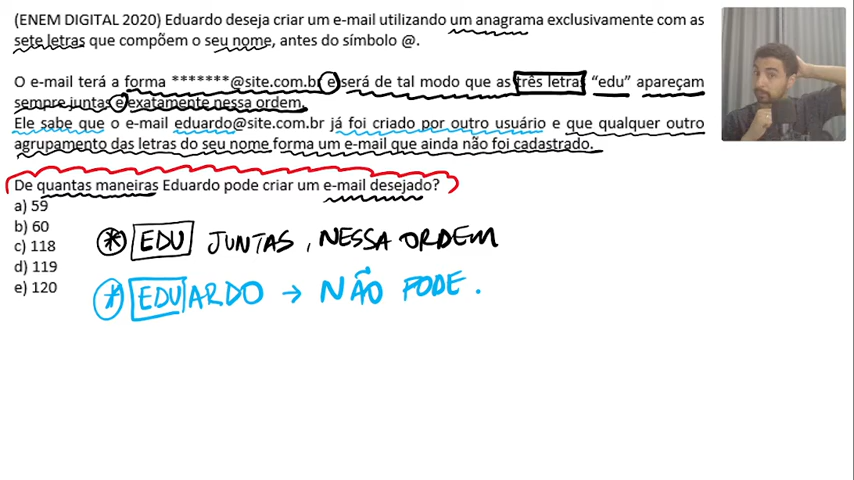 (ENEM DIGITAL 2020) Eduardo deseja criar um e-mail utilizando um anagrama exclusivamente com as
sete letras que compõem o seu nome, antes do símbolo @.
O e-mail terá a forma *******@site.com.br e será de tal modo que as três letras “edu” apareçam
sempre juntas e exatamente nessa ordem.
Ele sabe que o e-mail eduardo@site.com.br já foi criado por outro usuário e que qualquer outro
agrupamento das letras do seu nome forma um e-mail que ainda não foi cadastrado.
De quantas maneiras Eduardo pode criar um e-mail desejado?
a) 59
b) 60
c) 118
d) 119
e) 120
* EDU JUNTAS, NESSA ORDEM
* EDUARDO → NÃO PODE.